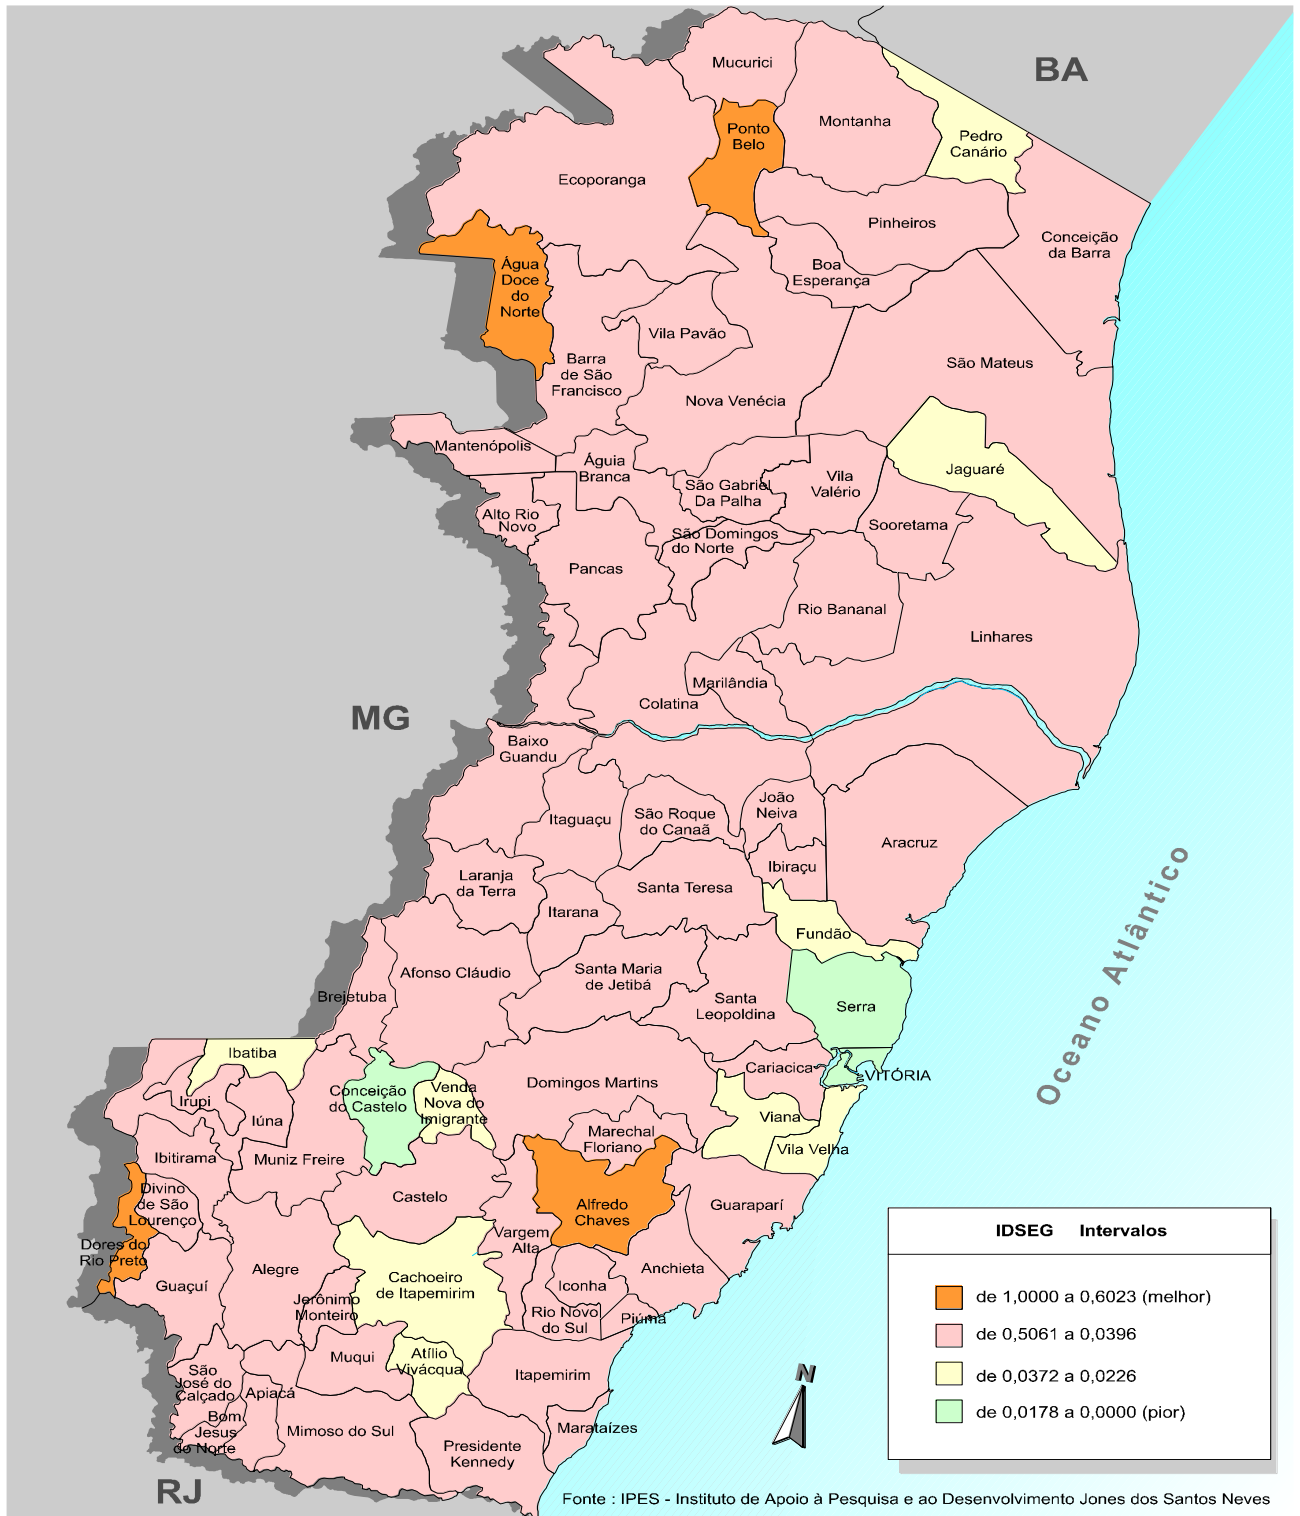 BA
Mucurici
Ponto
Belo
Montanha
Pedro
Canário
Ecoporanga
Pinheiros
Conceição
da Barra
Água
Doce
do
Norte
Boa
Esperança
Vila Pavão
Barra
de São
Francisco
São Mateus
Nova Venécia
Mantenópolis
Águia
Branca
São Gabriel
Da Palha
Vila
Valério
Jaguaré
Alto Rio
Novo
São Domingos
do Norte
Sooretama
Pancas
Rio Bananal
Linhares
Marilândia
Colatina
MG
Baixo
Guandu
Itaguaçu
São Roque
do Canaã
João
Neiva
Aracruz
Ibiraçu
Laranja
da Terra
Santa Teresa
Itarana
Fundão
Afonso Cláudio
Santa Maria
de Jetibá
Brejetuba
Santa
Leopoldina
Serra
Oceano Atlântico
Ibatiba
Cariacica
VITÓRIA
Conceição
do Castelo
Venda
Nova do
Imigrante
Domingos Martins
Irupi
Iúna
Viana
Marechal
Floriano
Vila Velha
Ibitirama
Muniz Freire
Divino
de São
Lourenço
Castelo
Alfredo
Chaves
Guaraparí
Vargem
Alta
Dores do
Rio Preto
Guaçuí
Alegre
Anchieta
Cachoeiro
de Itapemirim
Iconha
Jerônimo
Monteiro
Rio Novo
do Sul
Piúma
Muqui
Atílio
Vivácqua
Itapemirim
São
José do
Calçado
Apiacá
Bom
Jesus
do Norte
Mimoso do Sul
Marataízes
Presidente
Kennedy
RJ
N
IDSEG Intervalos
de 1,0000 a 0,6023 (melhor)
de 0,5061 a 0,0396
de 0,0372 a 0,0226
de 0,0178 a 0,0000 (pior)
Fonte : IPES - Instituto de Apoio à Pesquisa e ao Desenvolvimento Jones dos Santos Neves